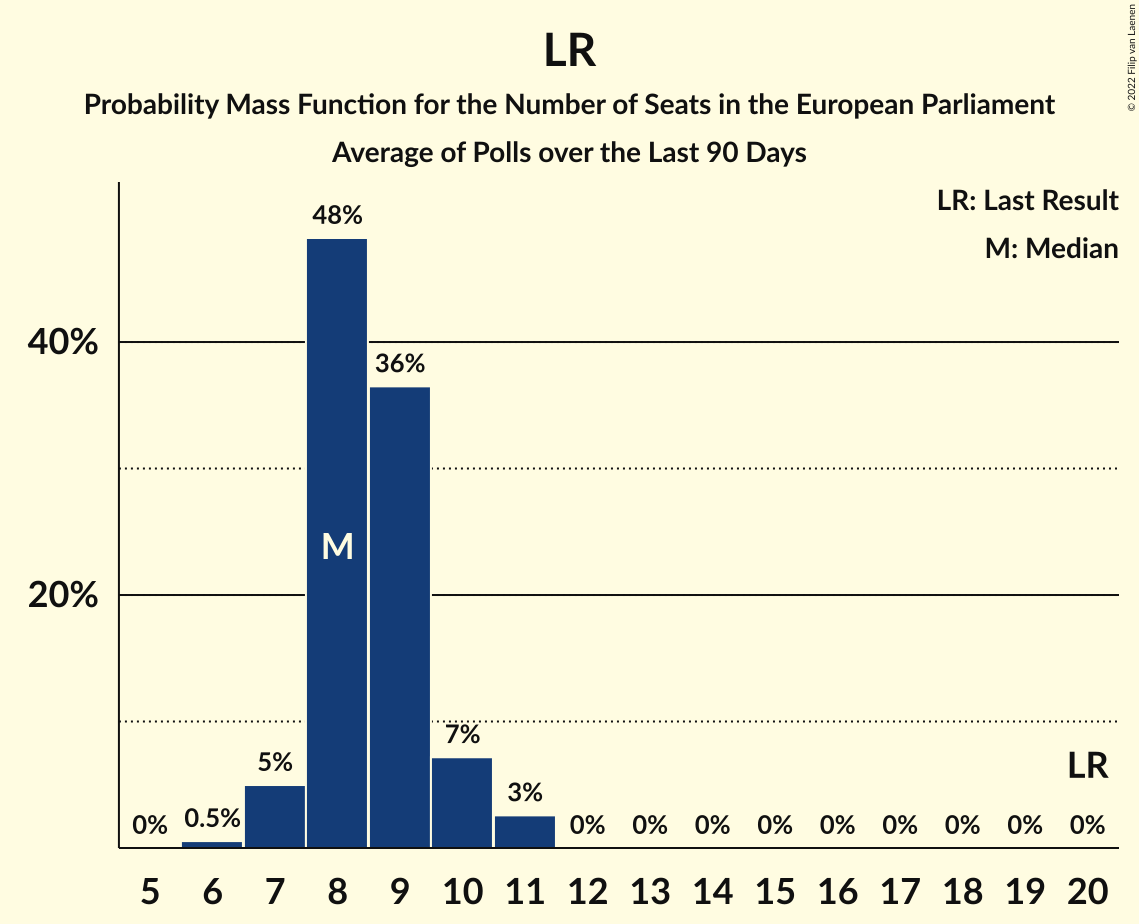 LR
Probability Mass Function for the Number of Seats in the European Parliament
Average of Polls over the Last 90 Days
© 2022 Filip van Laenen
LR: Last Result
M: Median
48%
40%
36%
M
20%
7%
5%
LR
3%
0%
0.5%
0%
0%
0%
0%
0%
0%
0%
0%
0%
5 6 7 8 9 10 11 12 13 14 15 16 17 18 19 20